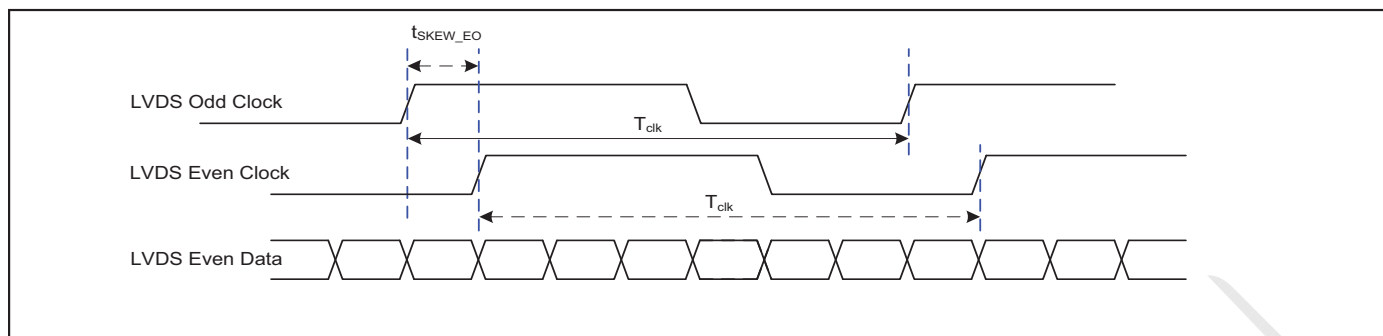 tSKEW_EO
LVDS Odd Clock
Tclk
LVDS Even Clock
Tclk
LVDS Even Data